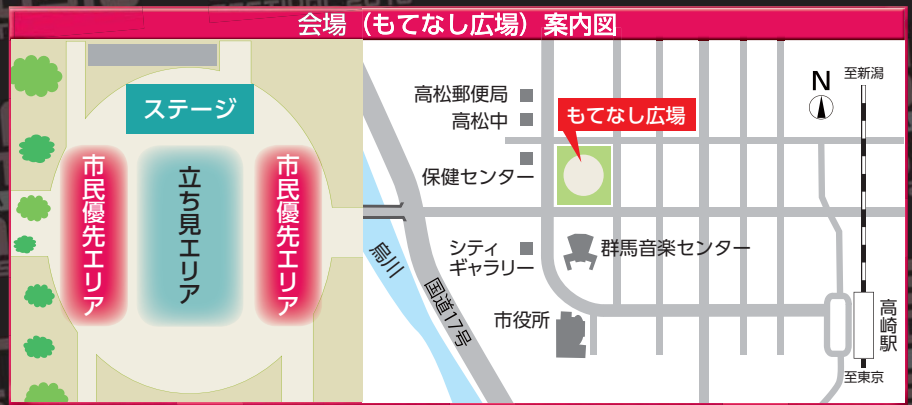 会場（もてなし広場）案内図
ステージ
市民優先エリア
立ち見エリア
市民優先エリア
高松郵便局
高松中
保健センター
もてなし広場
N
至新潟
烏川
国道17号
シティ
ギャラリー
群馬音楽センター
市役所
高崎駅
至東京